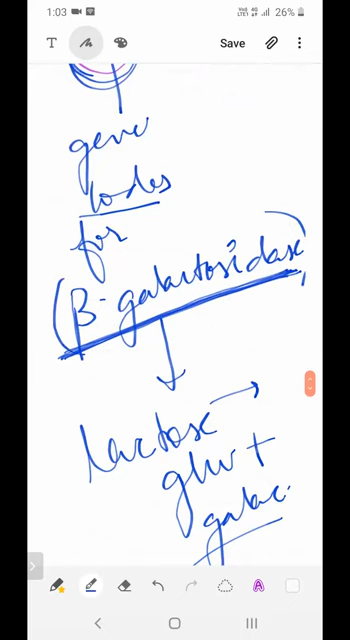 1:03
26%
T
Save
gene
codes
for
(β-galactosidase)
lactose →
glu +
galac.
A